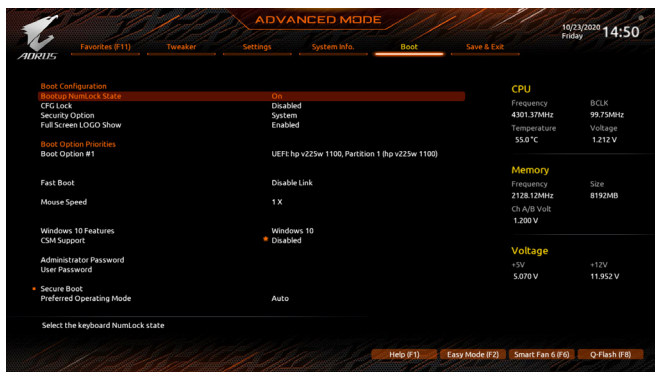 ADVANCED MODE
10/23/2020 Friday 14:50
AORUS
Favorites (F11) Tweaker Settings System Info. Boot Save & Exit
Boot Configuration
Bootup NumLock State On
CFG Lock Disabled
Security Option System
Full Screen LOGO Show Enabled
Boot Option Priorities
Boot Option #1 UEFI: hp v225w 1100, Partition 1 (hp v225w 1100)
Fast Boot Disable Link
Mouse Speed 1 X
Windows 10 Features Windows 10
CSM Support Disabled
Administrator Password
User Password
Secure Boot
Preferred Operating Mode Auto
Select the keyboard NumLock state
CPU
Frequency BCLK
4301.37MHz 99.75MHz
Temperature Voltage
55.0 °C 1.212 V
Memory
Frequency Size
2128.12MHz 8192MB
Ch A/B Volt
1.200 V
Voltage
+5V +12V
5.070 V 11.952 V
Help (F1) Easy Mode (F2) Smart Fan 6 (F6) Q-Flash (F8)